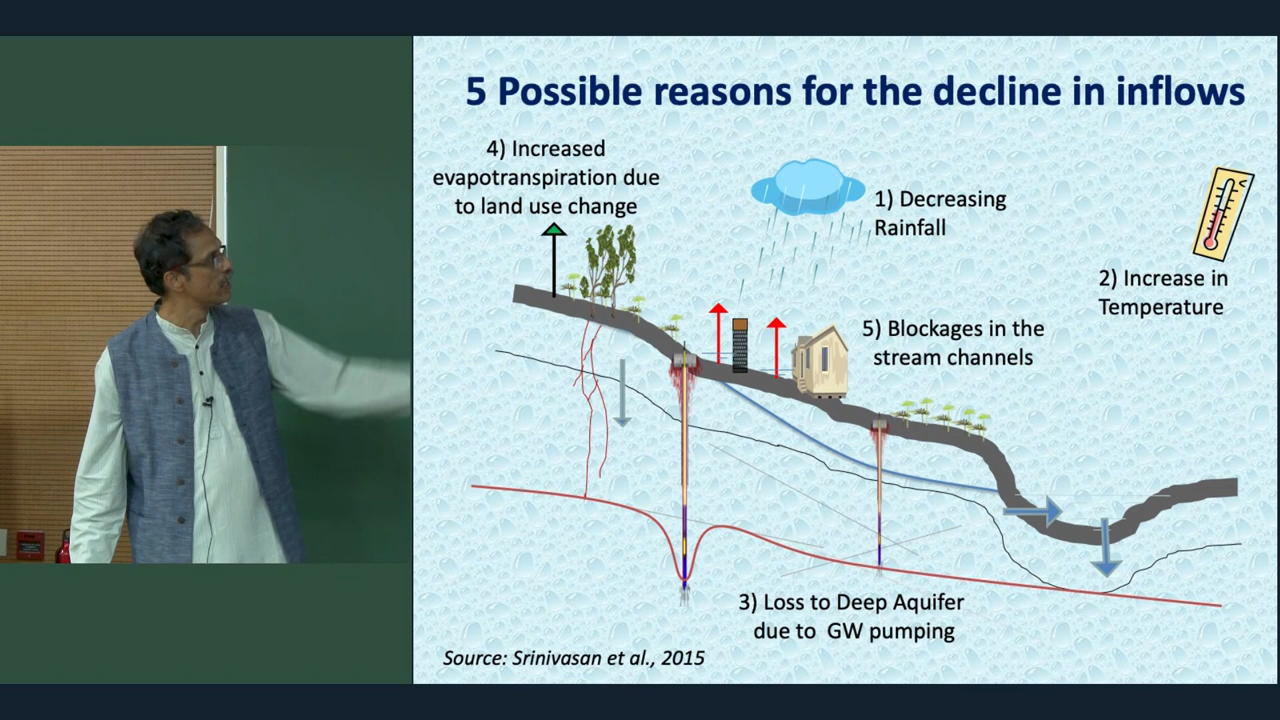 5 Possible reasons for the decline in inflows
4) Increased
evapotranspiration due
to land use change
1) Decreasing
Rainfall
2) Increase in
Temperature
5) Blockages in the
stream channels
3) Loss to Deep Aquifer
due to GW pumping
Source: Srinivasan et al., 2015